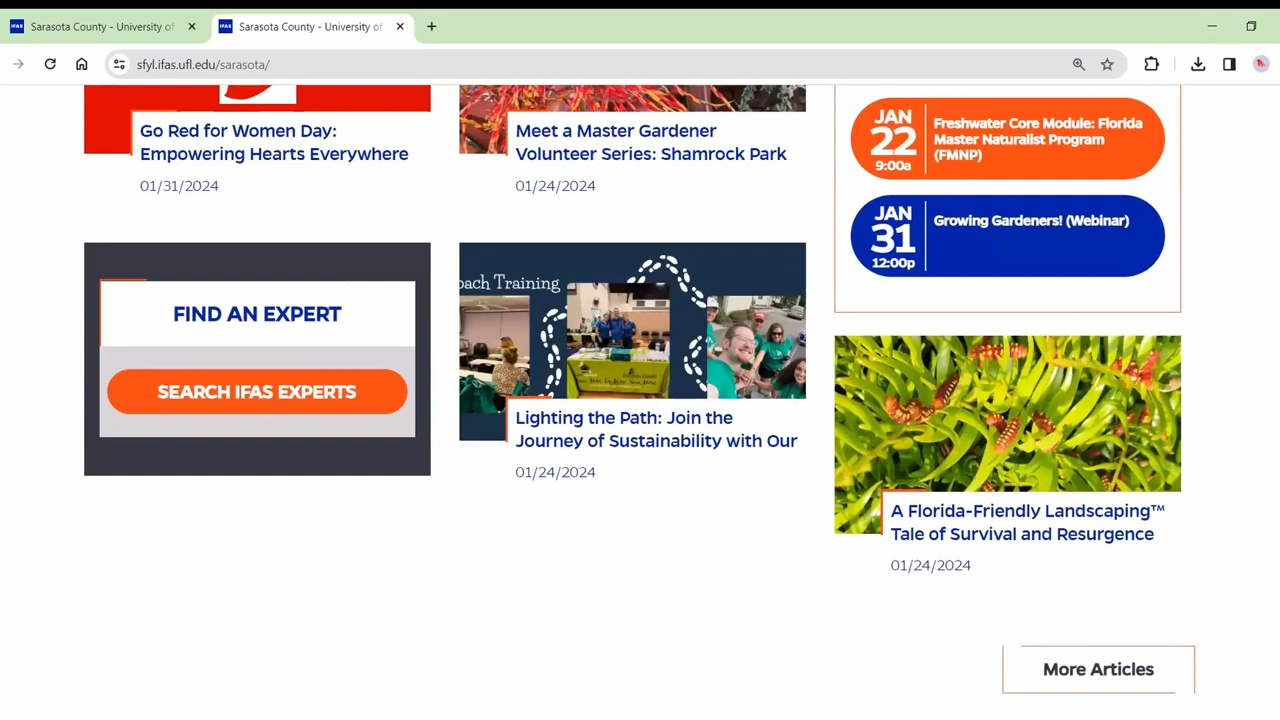 IFAS
Sarasota County - University of
IFAS
Sarasota County - University of
sfyl.ifas.ufl.edu/sarasota/
Go Red for Women Day:
Empowering Hearts Everywhere
01/31/2024
Meet a Master Gardener
Volunteer Series: Shamrock Park
01/24/2024
JAN
22
9:00a
Freshwater Core Module: Florida
Master Naturalist Program
(FMNP)
JAN
31
12:00p
Growing Gardeners! (Webinar)
FIND AN EXPERT
SEARCH IFAS EXPERTS
oach Training
Lighting the Path: Join the
Journey of Sustainability with Our
01/24/2024
A Florida-Friendly Landscaping™
Tale of Survival and Resurgence
01/24/2024
More Articles